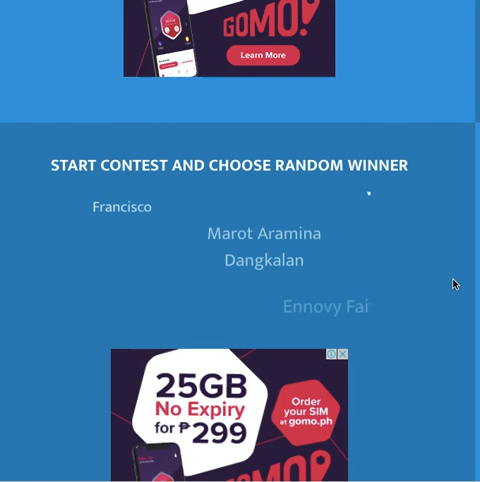 GOMO!
Learn More
START CONTEST AND CHOOSE RANDOM WINNER
Francisco
Marot Aramina
Dangkalan
Ennovy Fai
25GB
No Expiry
for ₱299
Order
your SIM
at gomo.ph
GOMO!